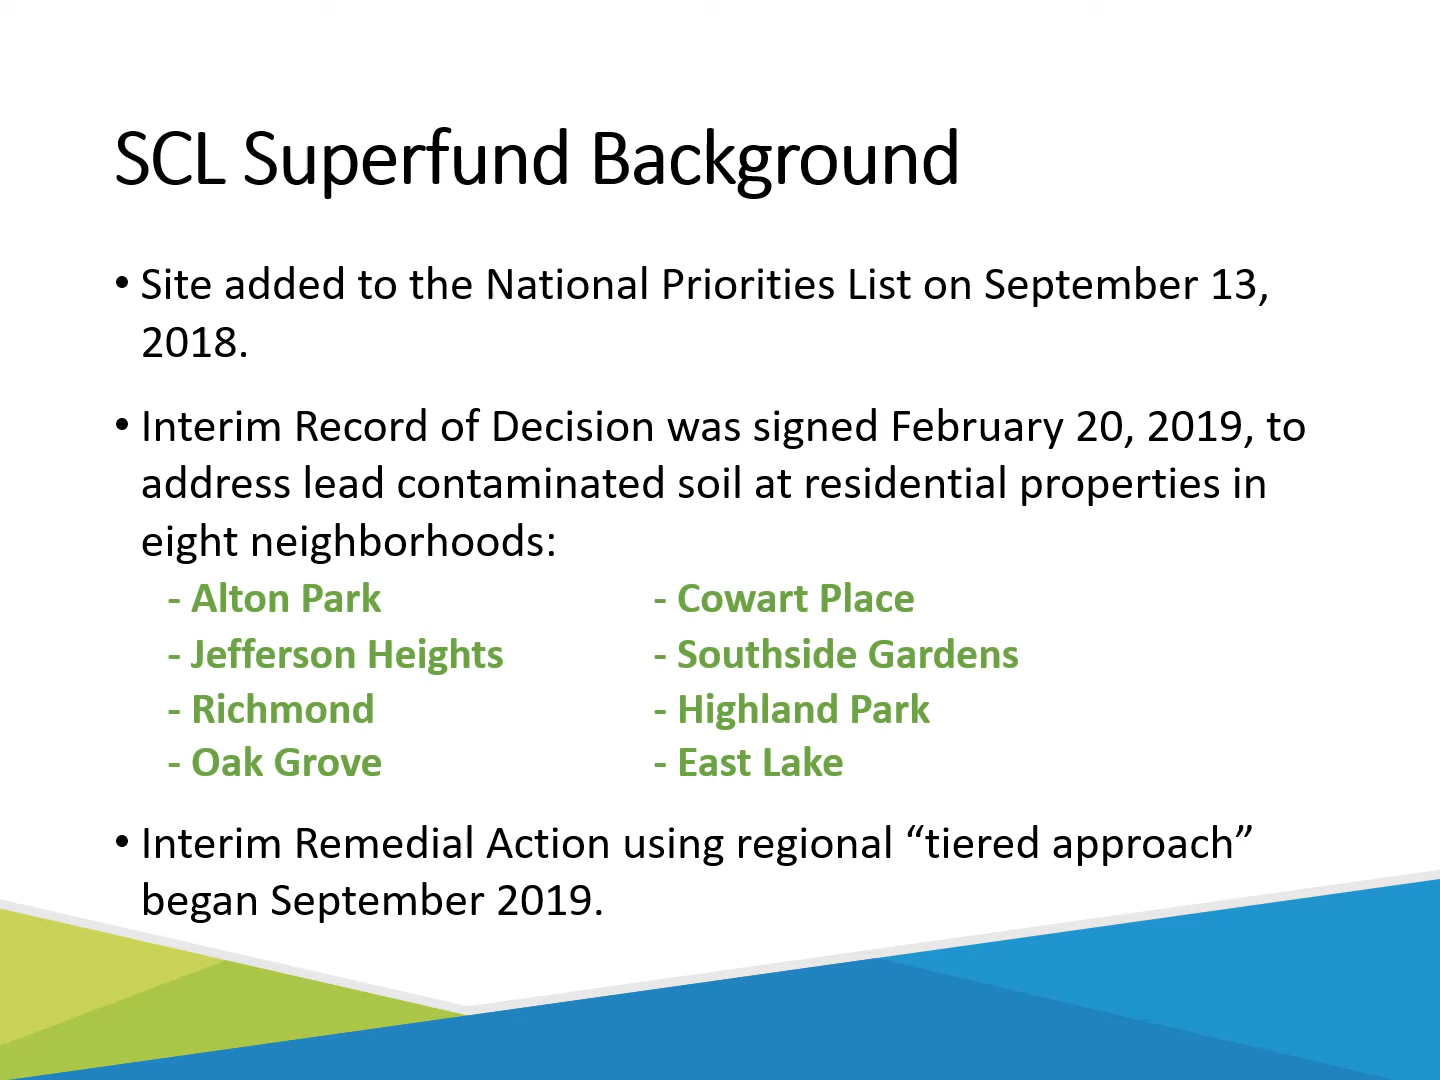 SCL Superfund Background
• Site added to the National Priorities List on September 13,
2018.
• Interim Record of Decision was signed February 20, 2019, to
address lead contaminated soil at residential properties in
eight neighborhoods:
- Alton Park - Cowart Place
- Jefferson Heights - Southside Gardens
- Richmond - Highland Park
- Oak Grove - East Lake
• Interim Remedial Action using regional “tiered approach”
began September 2019.